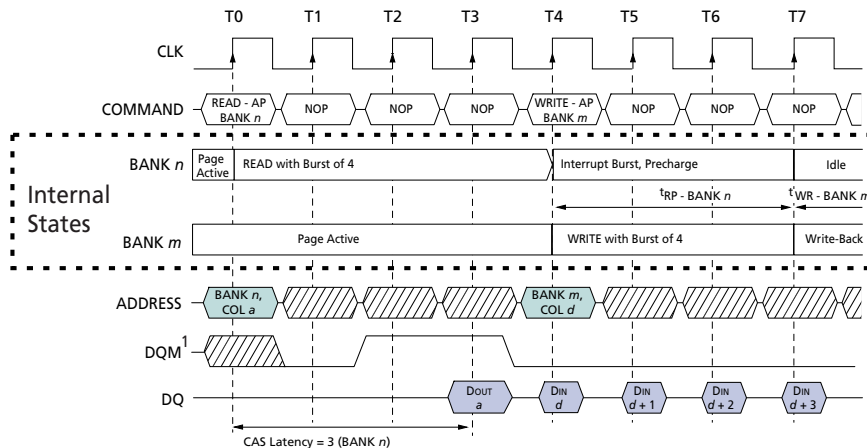 T0 T1 T2 T3 T4 T5 T6 T7
CLK
COMMAND
READ - AP
BANK n
NOP
NOP
NOP
WRITE - AP
BANK m
NOP
NOP
NOP
BANK n
Page
Active
READ with Burst of 4
Interrupt Burst, Precharge
Idle
Internal
States
tRP - BANK n
tWR - BANK m
BANK m
Page Active
WRITE with Burst of 4
Write-Back
ADDRESS
BANK n,
COL a
BANK m,
COL d
DQM1
DQ
DOUT
a
DIN
d
DIN
d + 1
DIN
d + 2
DIN
d + 3
CAS Latency = 3 (BANK n)